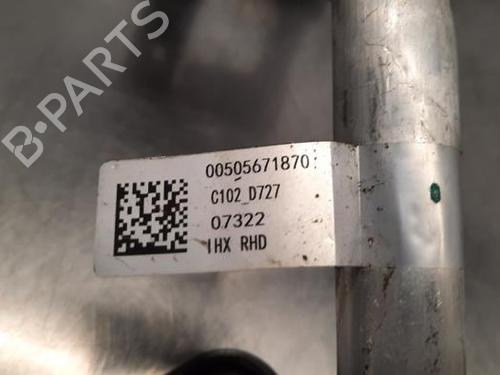 B-PARTS
00505671870
C102_D727
07322
IHX RHD